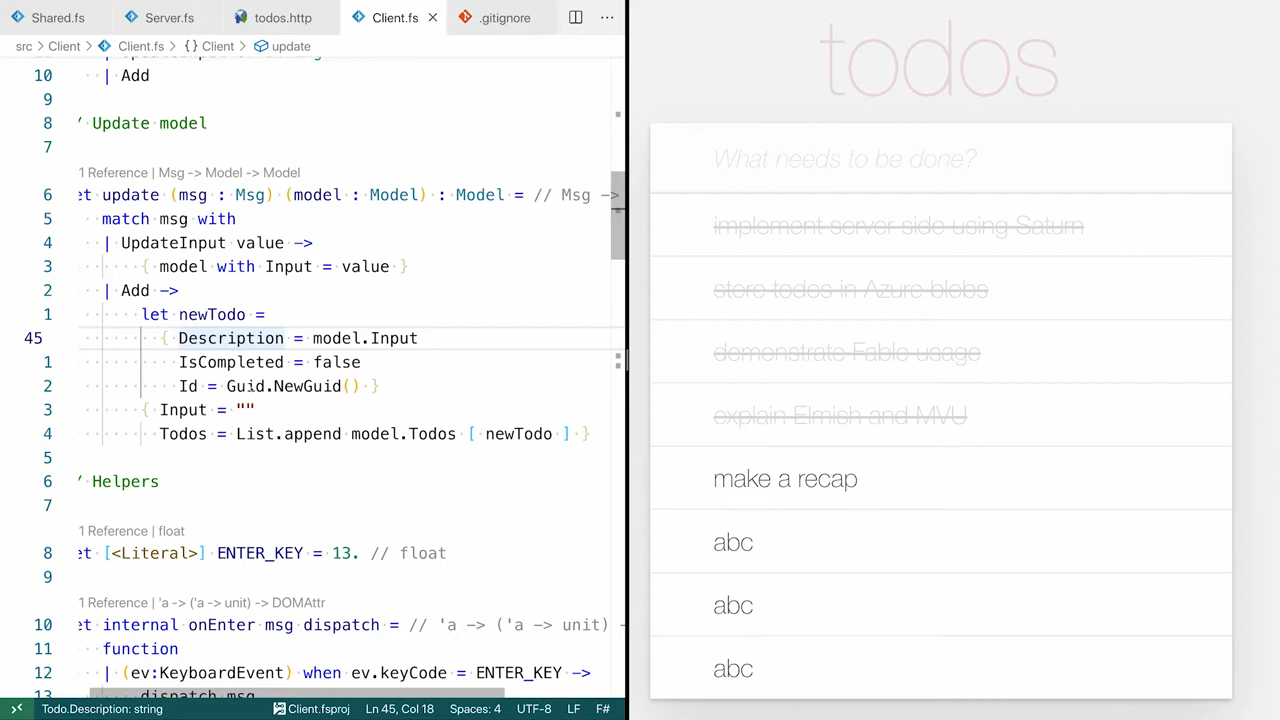 Shared.fs
Server.fs
todos.http
Client.fs
.gitignore
src > Client > Client.fs > {} Client > update
10 | Add
9
8 / Update model
7
1 Reference | Msg -> Model -> Model
6 et update (msg : Msg) (model : Model) : Model = // Msg ->
5 match msg with
4 | UpdateInput value ->
3 { model with Input = value }
2 | Add ->
1 let newTodo =
45 { Description = model.Input
1 IsCompleted = false
2 Id = Guid.NewGuid() }
3 { Input = ""
4 Todos = List.append model.Todos [ newTodo ] }
5
6 / Helpers
7
1 Reference | float
8 et [<Literal>] ENTER_KEY = 13. // float
9
1 Reference | 'a -> ('a -> unit) -> DOMAttr
10 et internal onEnter msg dispatch = // 'a -> ('a -> unit) -
11 function
12 | (ev:KeyboardEvent) when ev.keyCode = ENTER_KEY ->
13 dispatch msg
Todo.Description: string
Client.fsproj
Ln 45, Col 18
Spaces: 4
UTF-8
LF
F#
todos
What needs to be done?
implement server side using Saturn
store todos in Azure blobs
demonstrate Fable usage
explain Elmish and MVU
make a recap
abc
abc
abc